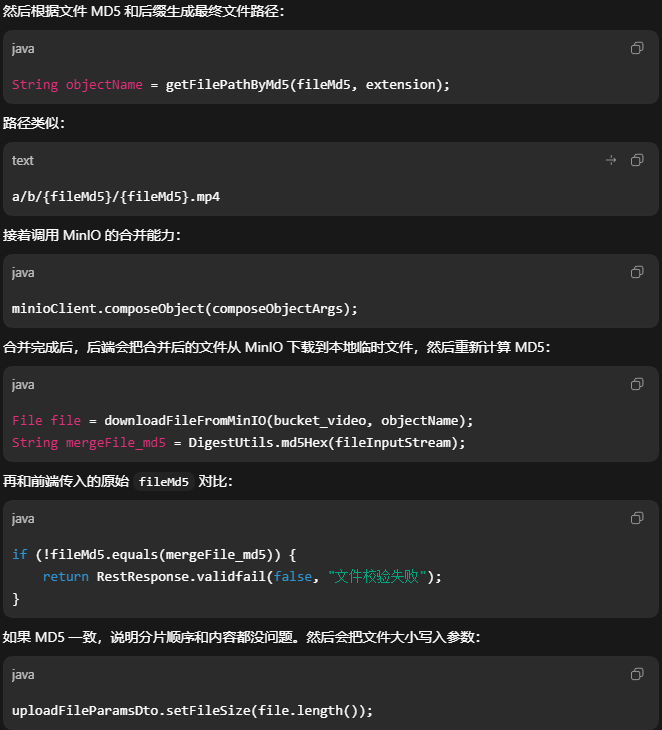 然后根据文件 MD5 和后缀生成最终文件路径：
java
String objectName = getFilePathByMd5(fileMd5, extension);
路径类似：
text
a/b/{fileMd5}/{fileMd5}.mp4
接着调用 MinIO 的合并能力：
java
minioClient.composeObject(composeObjectArgs);
合并完成后，后端会把合并后的文件从 MinIO 下载到本地临时文件，然后重新计算 MD5：
java
File file = downloadFileFromMinIO(bucket_video, objectName);
String mergeFile_md5 = DigestUtils.md5Hex(fileInputStream);
再和前端传入的原始 fileMd5 对比：
java
if (!fileMd5.equals(mergeFile_md5)) {
    return RestResponse.validfail(false, "文件校验失败");
}
如果 MD5 一致，说明分片顺序和内容都没问题。然后会把文件大小写入参数：
java
uploadFileParamsDto.setFileSize(file.length());